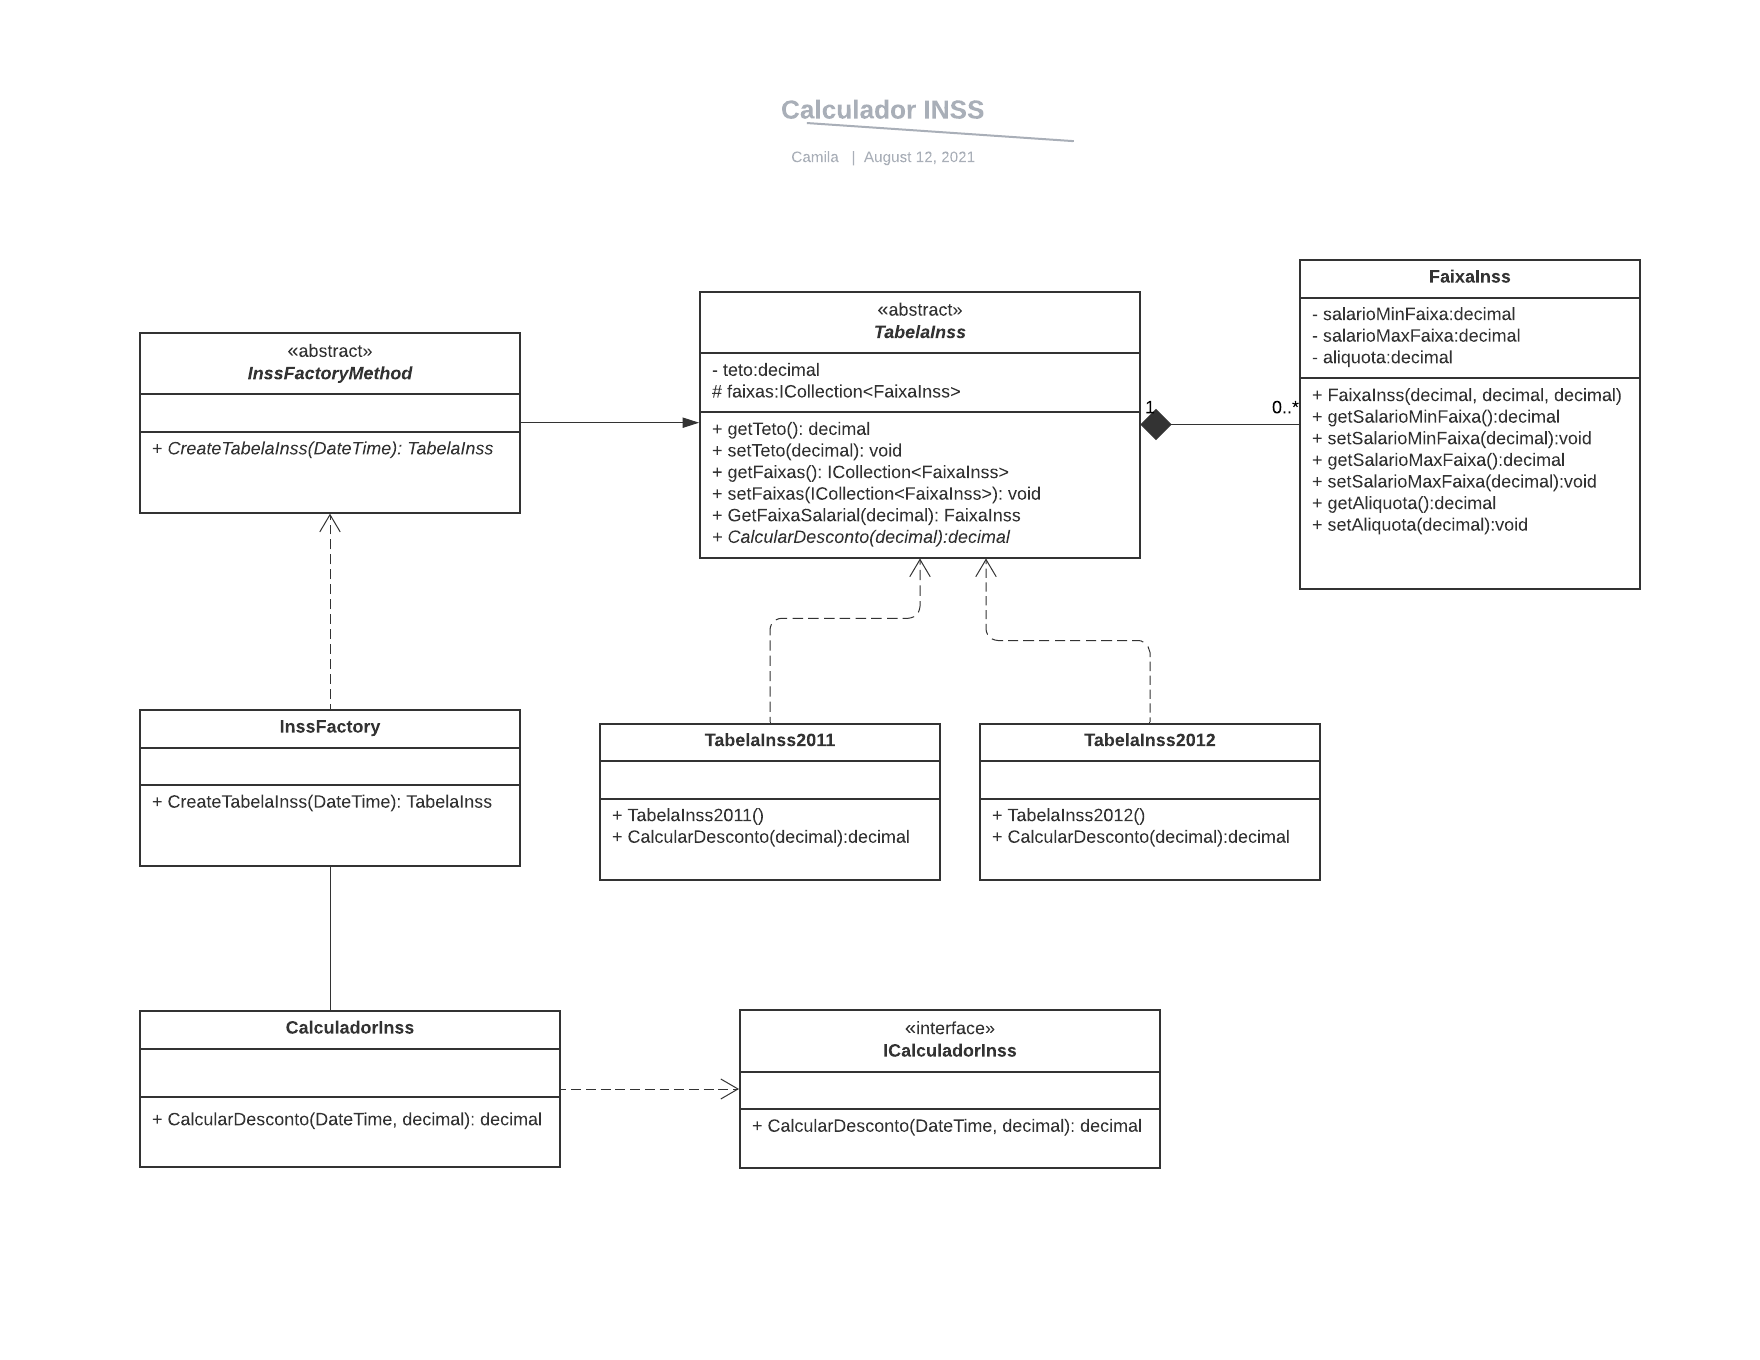 Calculador INSS
Camila | August 12, 2021
«abstract»
InssFactoryMethod
+ CreateTabelaInss(DateTime): TabelaInss
«abstract»
TabelaInss
- teto:decimal
# faixas:ICollection<FaixaInss>
+ getTeto(): decimal
+ setTeto(decimal): void
+ getFaixas(): ICollection<FaixaInss>
+ setFaixas(ICollection<FaixaInss>): void
+ GetFaixaSalarial(decimal): FaixaInss
+ CalcularDesconto(decimal):decimal
1
0..*
FaixaInss
- salarioMinFaixa:decimal
- salarioMaxFaixa:decimal
- aliquota:decimal
+ FaixaInss(decimal, decimal, decimal)
+ getSalarioMinFaixa():decimal
+ setSalarioMinFaixa(decimal):void
+ getSalarioMaxFaixa():decimal
+ setSalarioMaxFaixa(decimal):void
+ getAliquota():decimal
+ setAliquota(decimal):void
InssFactory
+ CreateTabelaInss(DateTime): TabelaInss
TabelaInss2011
+ TabelaInss2011()
+ CalcularDesconto(decimal):decimal
TabelaInss2012
+ TabelaInss2012()
+ CalcularDesconto(decimal):decimal
CalculadorInss
+ CalcularDesconto(DateTime, decimal): decimal
«interface»
ICalculadorInss
+ CalcularDesconto(DateTime, decimal): decimal